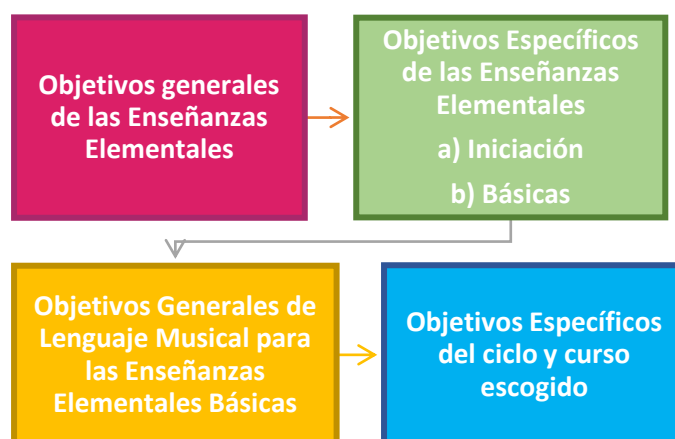 Objetivos generales
de las Enseñanzas
Elementales
Objetivos Específicos
de las Enseñanzas
Elementales
a) Iniciación
b) Básicas
Objetivos Generales de
Lenguaje Musical para
las Enseñanzas
Elementales Básicas
Objetivos Específicos
del ciclo y curso
escogido